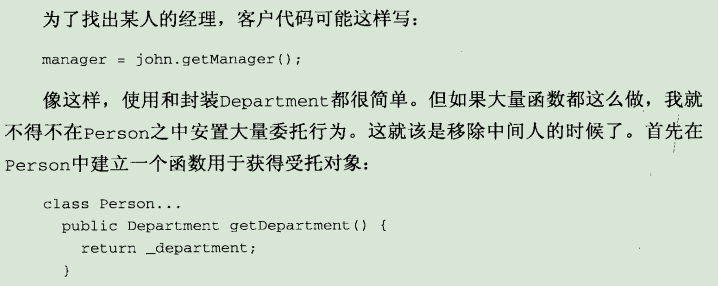 为了找出某人的经理，客户代码可能这样写：
manager = john.getManager();
像这样，使用和封装Department都很简单。但如果大量函数都这么做，我就
不得不在Person之中安置大量委托行为。这就该是移除中间人的时候了。首先在
Person中建立一个函数用于获得受托对象：
class Person...
public Department getDepartment() {
return _department;
}